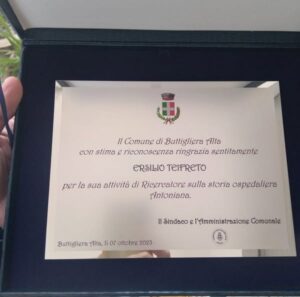 Il Comune di Buttigliera Alta
con stima e riconoscenza ringrazia sentitamente
ERSILIO TEIFRETO
per la sua attività di Ricercatore sulla storia ospedaliera
Antoniana.
Il Sindaco e l'Amministrazione Comunale
Buttigliera Alta, li 07 ottobre 2023